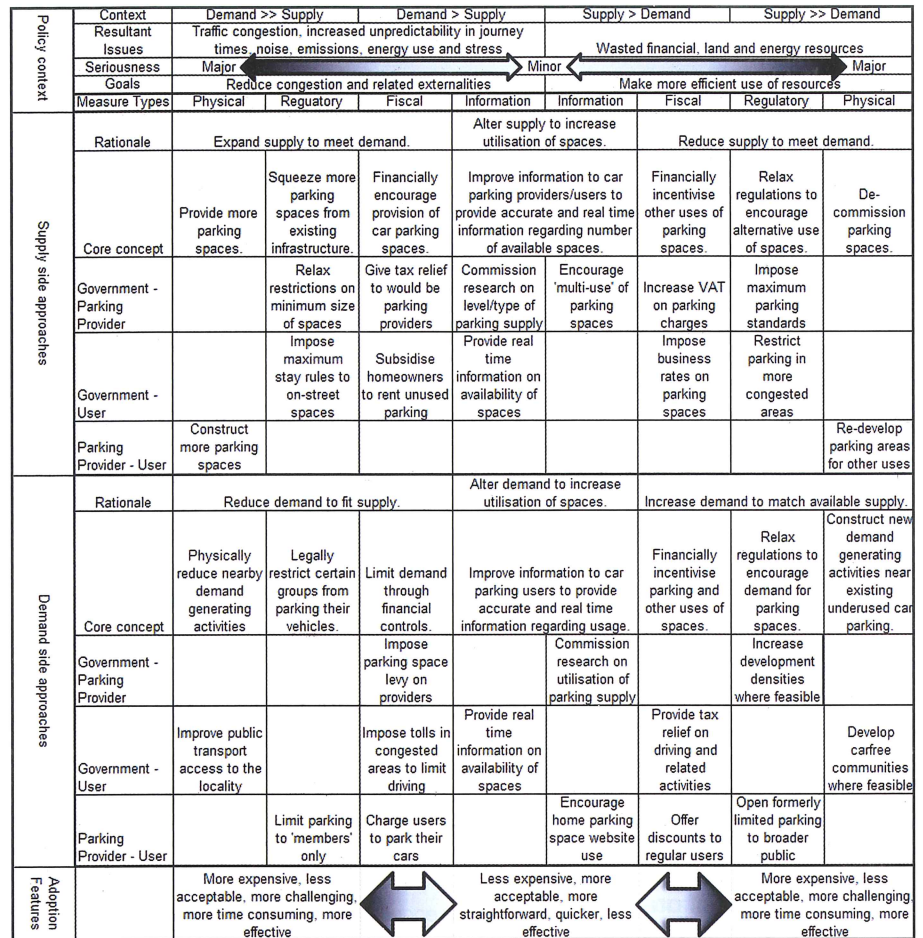 Policy context
Context
Demand >> Supply
Demand > Supply
Supply > Demand
Supply >> Demand
Resultant
Issues
Traffic congestion, increased unpredictability in journey
times, noise, emissions, energy use and stress
Wasted financial, land and energy resources
Seriousness
Major
Minor
Major
Goals
Reduce congestion and related externalities
Make more efficient use of resources
Measure Types
Physical
Reguatory
Fiscal
Information
Information
Fiscal
Regulatory
Physical
Supply side approaches
Rationale
Expand supply to meet demand.
Alter supply to increase
utilisation of spaces.
Reduce supply to meet demand.
Core concept
Provide more
parking
spaces.
Squeeze more
parking
spaces from
existing
infrastructure.
Financially
encourage
provision of
car parking
spaces.
Improve information to car
parking providers/users to
provide accurate and real time
information regarding number
of available spaces.
Financially
incentivise
other uses of
parking
spaces.
Relax
regulations to
encourage
alternative use
of spaces.
De-
commission
parking
spaces.
Government -
Parking
Provider
Relax
restrictions on
minimum size
of spaces
Give tax relief
to would be
parking
providers
Commission
research on
level/type of
parking supply
Encourage
'multi-use' of
parking
spaces
Increase VAT
on parking
charges
Impose
maximum
parking
standards
Government -
User
Impose
maximum
stay rules to
on-street
spaces
Subsidise
homeowners
to rent unused
parking
Provide real
time
information on
availability of
spaces
Impose
business
rates on
parking
spaces
Restrict
parking in
more
congested
areas
Parking
Provider - User
Construct
more parking
spaces
Re-develop
parking areas
for other uses
Demand side approaches
Rationale
Reduce demand to fit supply.
Alter demand to increase
utilisation of spaces.
Increase demand to match available supply.
Core concept
Physically
reduce nearby
demand
generating
activities
Legally
restrict certain
groups from
parking their
vehicles.
Limit demand
through
financial
controls.
Improve information to car
parking users to provide
accurate and real time
information regarding usage.
Financially
incentivise
parking and
other uses of
spaces.
Relax
regulations to
encourage
demand for
parking
spaces.
Construct new
demand
generating
activities near
existing
underused car
parking.
Government -
Parking
Provider
Impose
parking space
levy on
providers
Commission
research on
utilisation of
parking supply
Increase
development
densities
where feasible
Government -
User
Improve public
transport
access to the
locality
Impose tolls in
congested
areas to limit
driving
Provide real
time
information on
availability of
spaces
Provide tax
relief on
driving and
related
activities
Develop
carfree
communities
where feasible
Parking
Provider - User
Limit parking
to 'members'
only
Charge users
to park their
cars
Encourage
home parking
space website
use
Offer
discounts to
regular users
Open formerly
limited parking
to broader
public
Adoption
Features
More expensive, less
acceptable, more challenging,
more time consuming, more
effective
Less expensive, more
acceptable, more
straightforward, quicker, less
effective
More expensive, less
acceptable, more challenging,
more time consuming, more
effective